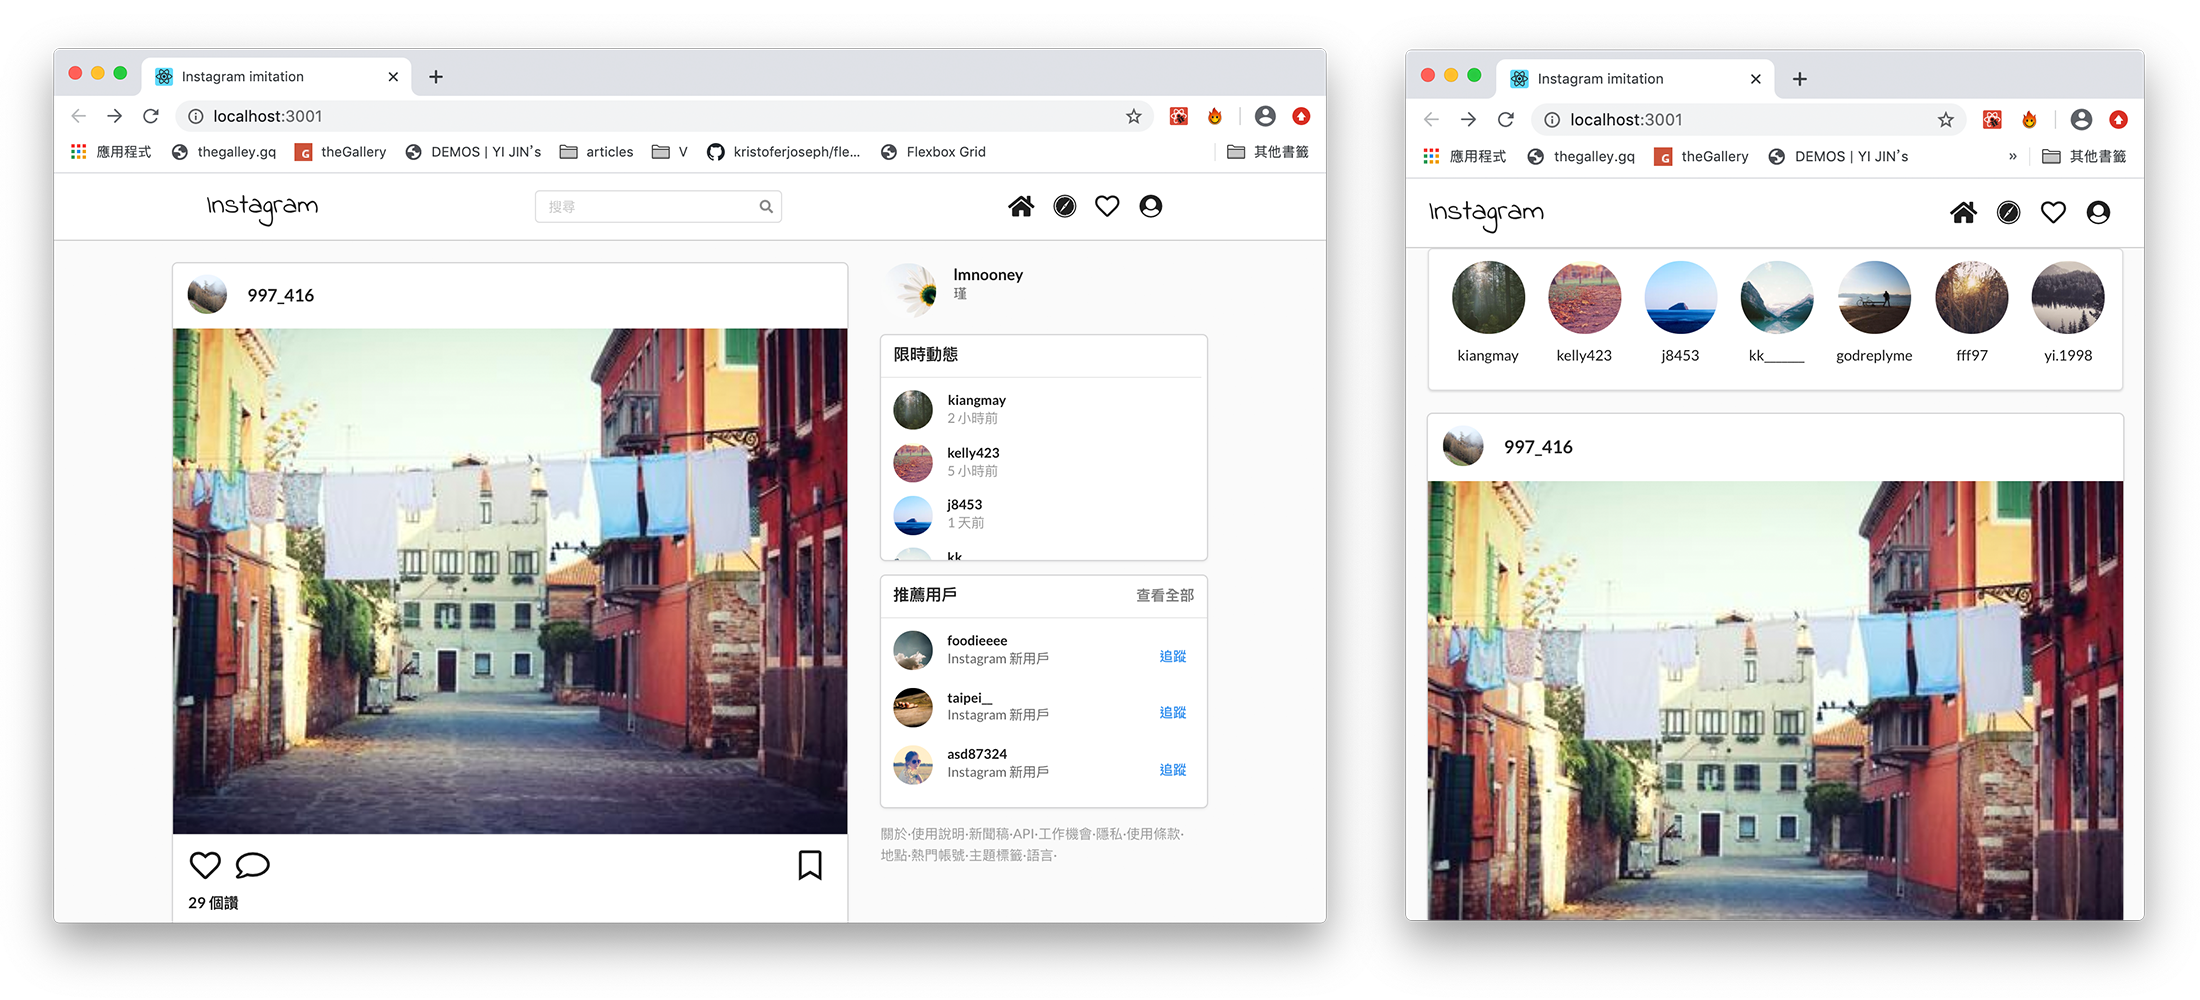 Instagram imitation
localhost:3001
應用程式 thegalley.gq theGallery DEMOS | YI JIN's articles V kristoferjoseph/fle... Flexbox Grid 其他書籤
Instagram 搜尋
997_416
29 個讚
lmnooney
瑾
限時動態
kiangmay
2 小時前
kelly423
5 小時前
j8453
1 天前
kk
推薦用戶 查看全部
foodieeee
Instagram 新用戶 追蹤
taipei__
Instagram 新用戶 追蹤
asd87324
Instagram 新用戶 追蹤
關於·使用說明·新聞稿·API·工作機會·隱私·使用條款·
地點·熱門帳號·主題標籤·語言·
Instagram imitation
localhost:3001
應用程式 thegalley.gq theGallery DEMOS | YI JIN's » 其他書籤
Instagram
kiangmay kelly423 j8453 kk______ godreplyme fff97 yi.1998
997_416